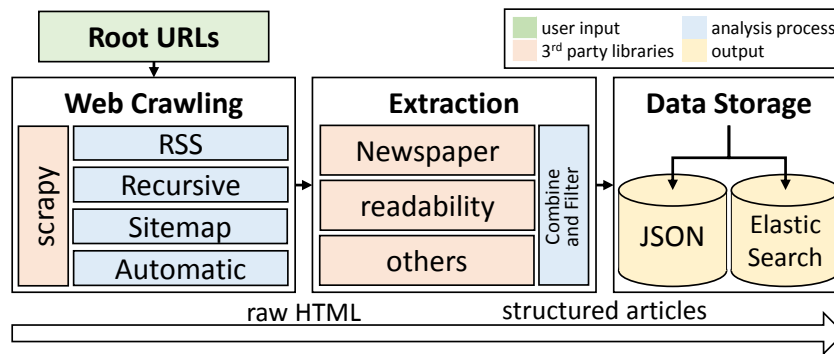 Root URLs
user input
analysis process
3rd party libraries
output
Web Crawling
scrapy
RSS
Recursive
Sitemap
Automatic
Extraction
Newspaper
readability
others
Combine
and Filter
Data Storage
JSON
Elastic
Search
raw HTML
structured articles